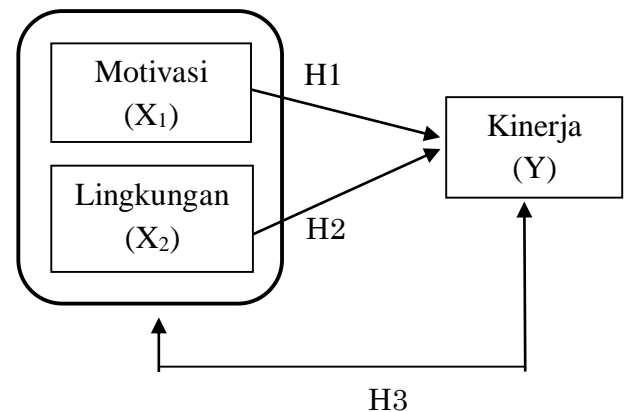 Motivasi
(X₁)
H1
Kinerja
(Y)
Lingkungan
(X₂)
H2
H3